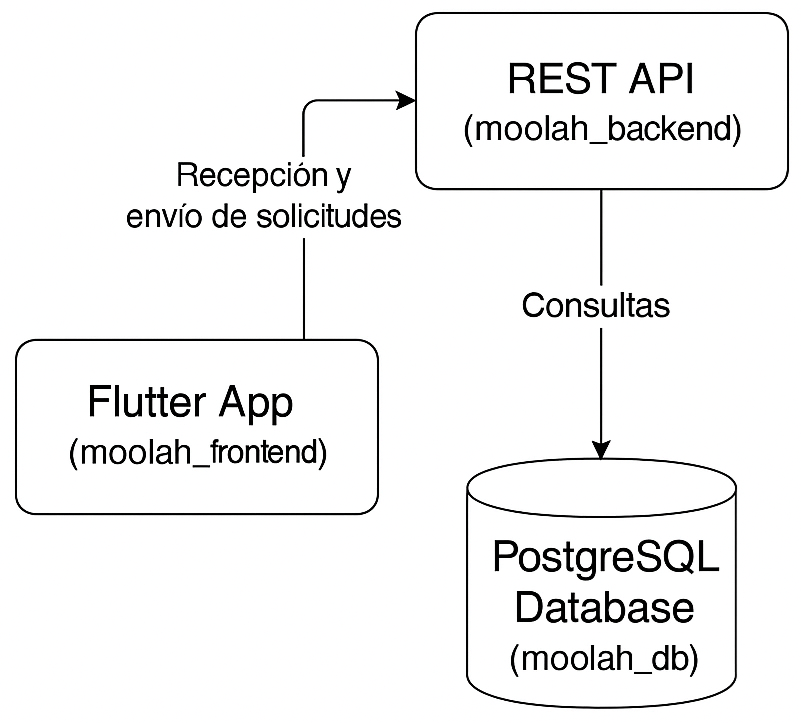 REST API
(moolah_backend)
Recepción y
envío de solicitudes
Consultas
Flutter App
(moolah_frontend)
PostgreSQL
Database
(moolah_db)